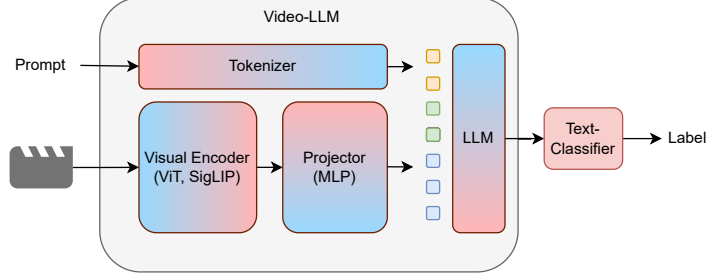 Video-LLM
Prompt
Tokenizer
Visual Encoder
(ViT, SigLIP)
Projector
(MLP)
LLM
Text-
Classifier
Label